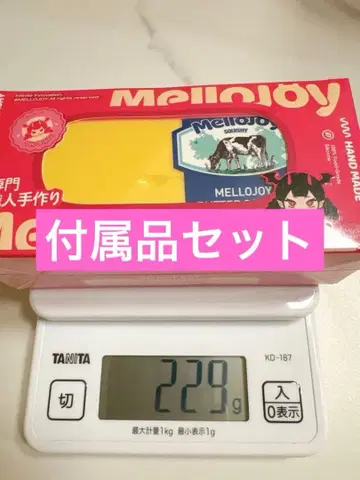 MelloJoy
HAND MADE
専門
人手作り
MelloJoy
SQUISHY
MELLOJOY
付属品セット
TANITA
KD-187
切
229g
入
0表示
最大計量1kg 最小表示1g